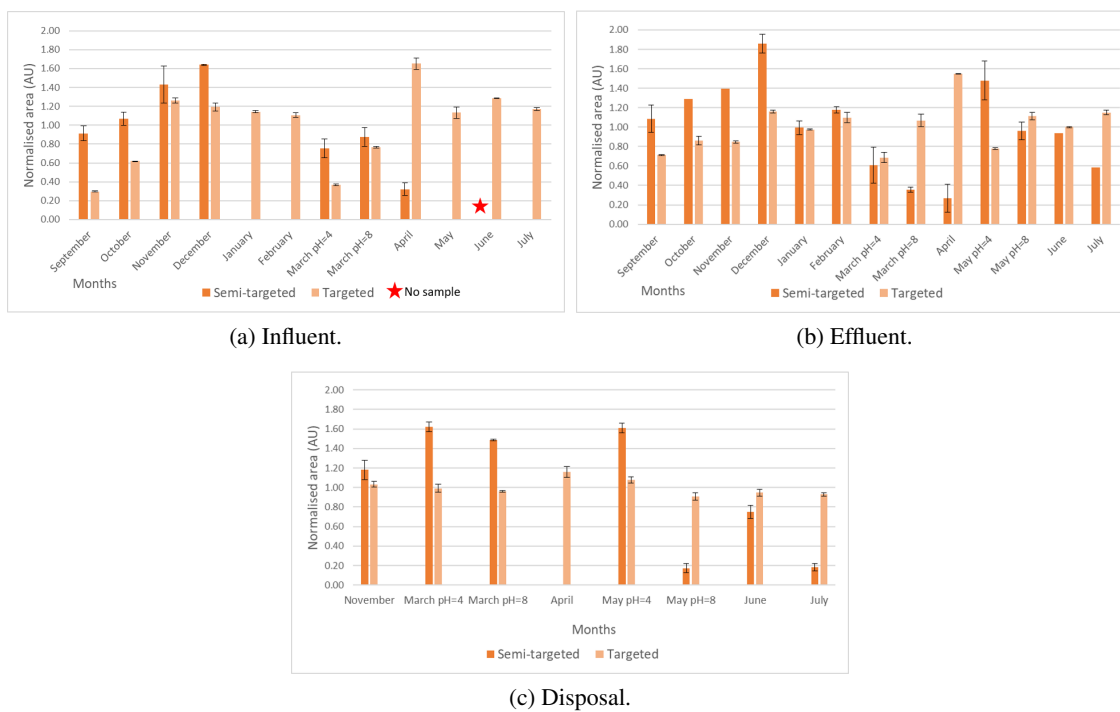 2.00
1.80
1.60
1.40
1.20
1.00
0.80
0.60
0.40
0.20
0.00
Normalised area (AU)
September
October
November
December
January
February
March pH=4
March pH=8
April
May
June
July
Months
Semi-targeted
Targeted
No sample
(a) Influent.
2.00
1.80
1.60
1.40
1.20
1.00
0.80
0.60
0.40
0.20
0.00
Normalised area (AU)
September
October
November
December
January
February
March pH=4
March pH=8
April
May pH=4
May pH=8
June
July
Months
Semi-targeted
Targeted
(b) Effluent.
2.00
1.80
1.60
1.40
1.20
1.00
0.80
0.60
0.40
0.20
0.00
Normalised area (AU)
November
March pH=4
March pH=8
April
May pH=4
May pH=8
June
July
Months
Semi-targeted
Targeted
(c) Disposal.